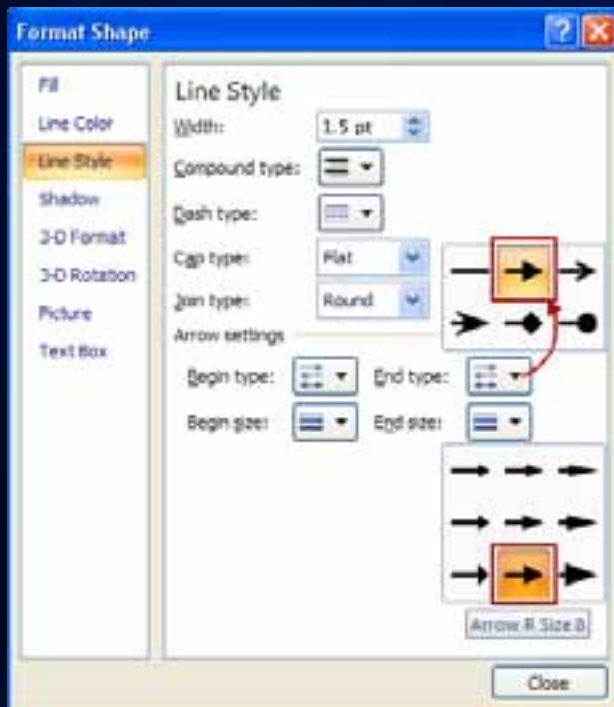 Format Shape
Fill
Line Color
Line Style
Shadow
3-D Format
3-D Rotation
Picture
Text Box
Line Style
Width: 1.5 pt
Compound type:
Dash type:
Cap type: Flat
Join type: Round
Arrow settings
Begin type: End type:
Begin size: End size:
Arrow R Size 8
Close